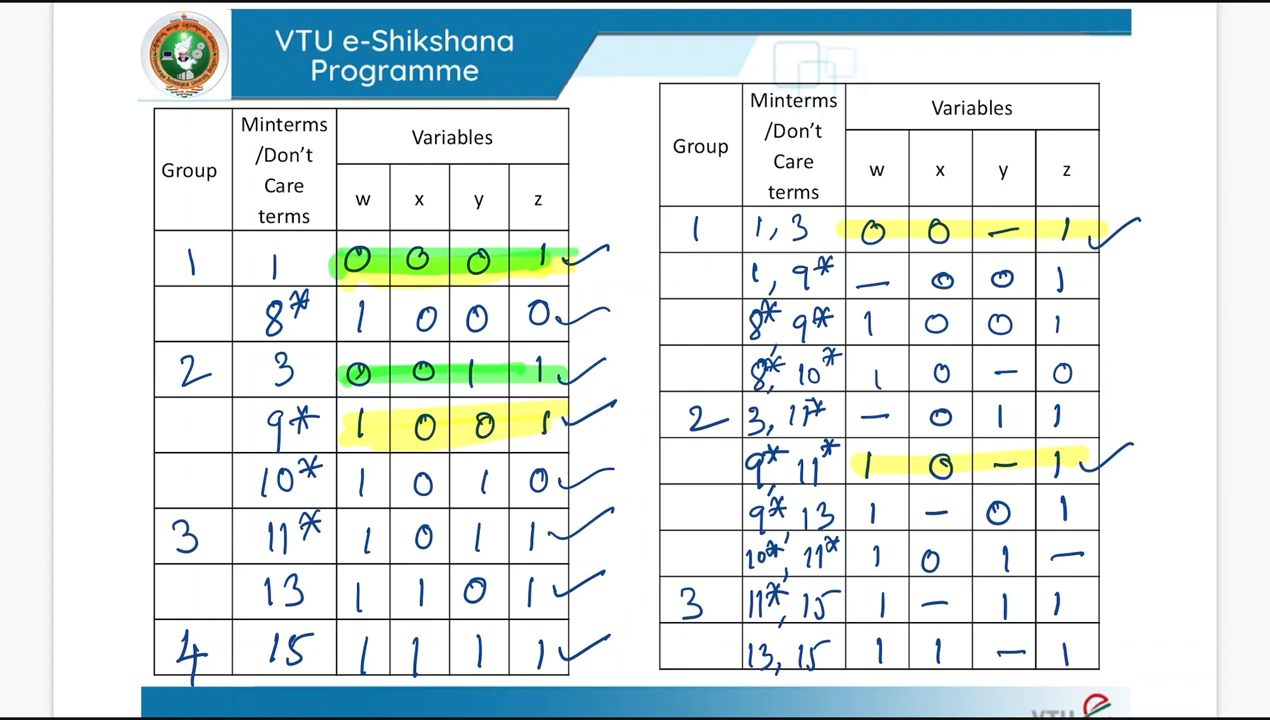 VTU e-Shikshana
Programme
Group
Minterms
/Don't
Care
terms
Variables
w x y z
1 1 0 0 0 1 ✓
8* 1 0 0 0 ✓
2 3 0 0 1 1 ✓
9* 1 0 0 1 ✓
10* 1 0 1 0 ✓
3 11* 1 0 1 1 ✓
13 1 1 0 1 ✓
4 15 1 1 1 1 ✓
Group
Minterms
/Don't
Care
terms
Variables
w x y z
1 1, 3 0 0 – 1 ✓
1, 9* – 0 0 1
8*, 9* 1 0 0 1
8*, 10* 1 0 – 0
2 3, 11* – 0 1 1
9*, 11* 1 0 – 1 ✓
9*, 13 1 – 0 1
10*, 11* 1 0 1 –
3 11*, 15 1 – 1 1
13, 15 1 1 – 1
VTU